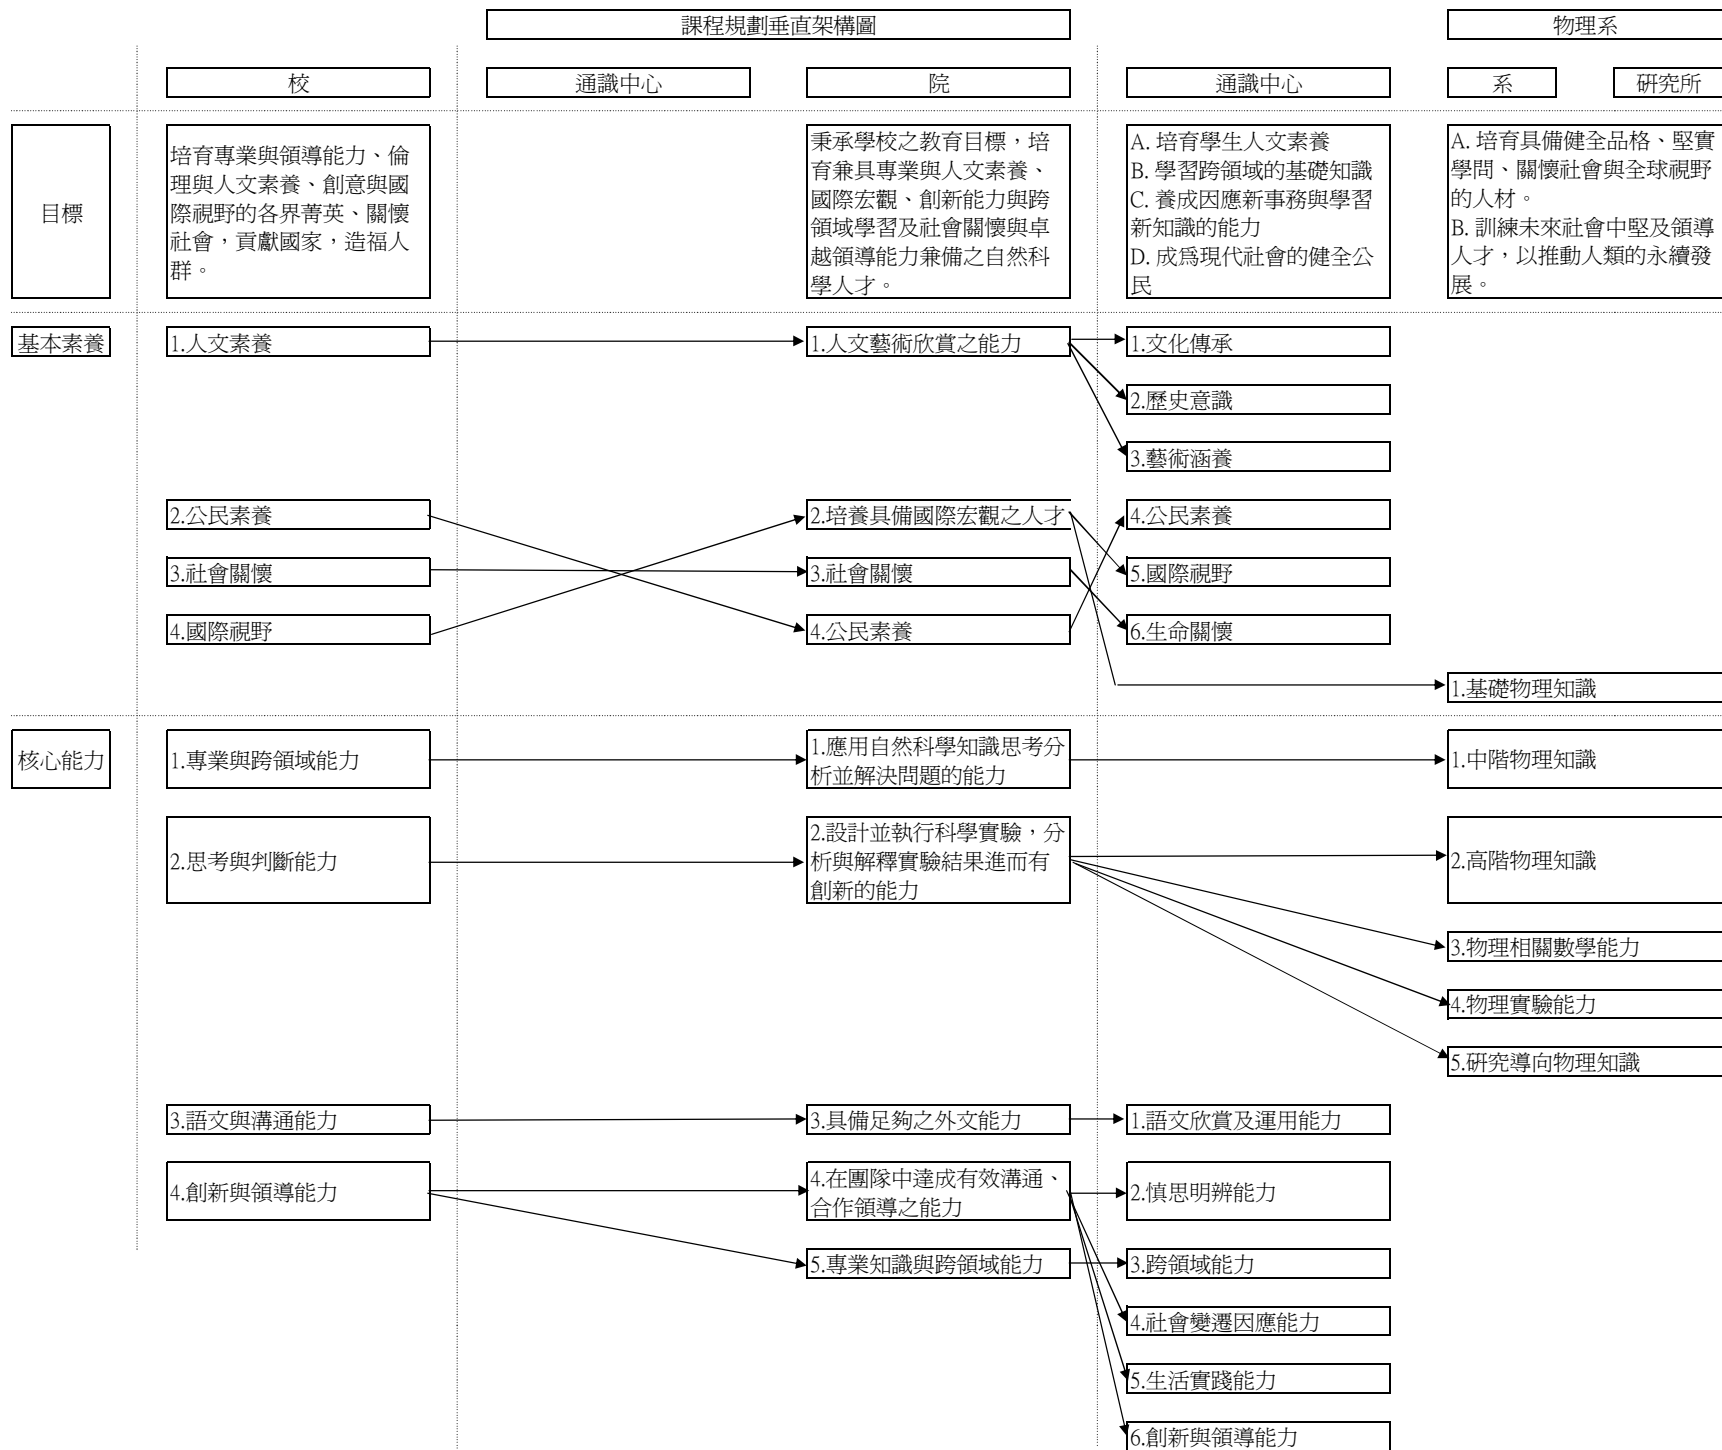 課程規劃垂直架構圖
物理系
校
通識中心
院
通識中心
系
研究所
目標
培育專業與領導能力、倫
理與人文素養、創意與國
際視野的各界菁英、關懷
社會，貢獻國家，造福人
群。
秉承學校之教育目標，培
育兼具專業與人文素養、
國際宏觀、創新能力與跨
領域學習及社會關懷與卓
越領導能力兼備之自然科
學人才。
A. 培育學生人文素養
B. 學習跨領域的基礎知識
C. 養成因應新事務與學習
新知識的能力
D. 成為現代社會的健全公
民
A. 培育具備健全品格、堅實
學問、關懷社會與全球視野
的人材。
B. 訓練未來社會中堅及領導
人才，以推動人類的永續發
展。
基本素養
1.人文素養
1.人文藝術欣賞之能力
1.文化傳承
2.歷史意識
3.藝術涵養
2.公民素養
2.培養具備國際宏觀之人才
4.公民素養
3.社會關懷
3.社會關懷
5.國際視野
4.國際視野
4.公民素養
6.生命關懷
1.基礎物理知識
核心能力
1.專業與跨領域能力
1.應用自然科學知識思考分
析並解決問題的能力
1.中階物理知識
2.思考與判斷能力
2.設計並執行科學實驗，分
析與解釋實驗結果進而有
創新的能力
2.高階物理知識
3.物理相關數學能力
4.物理實驗能力
5.研究導向物理知識
3.語文與溝通能力
3.具備足夠之外文能力
1.語文欣賞及運用能力
4.創新與領導能力
4.在團隊中達成有效溝通、
合作領導之能力
2.慎思明辨能力
5.專業知識與跨領域能力
3.跨領域能力
4.社會變遷因應能力
5.生活實踐能力
6.創新與領導能力